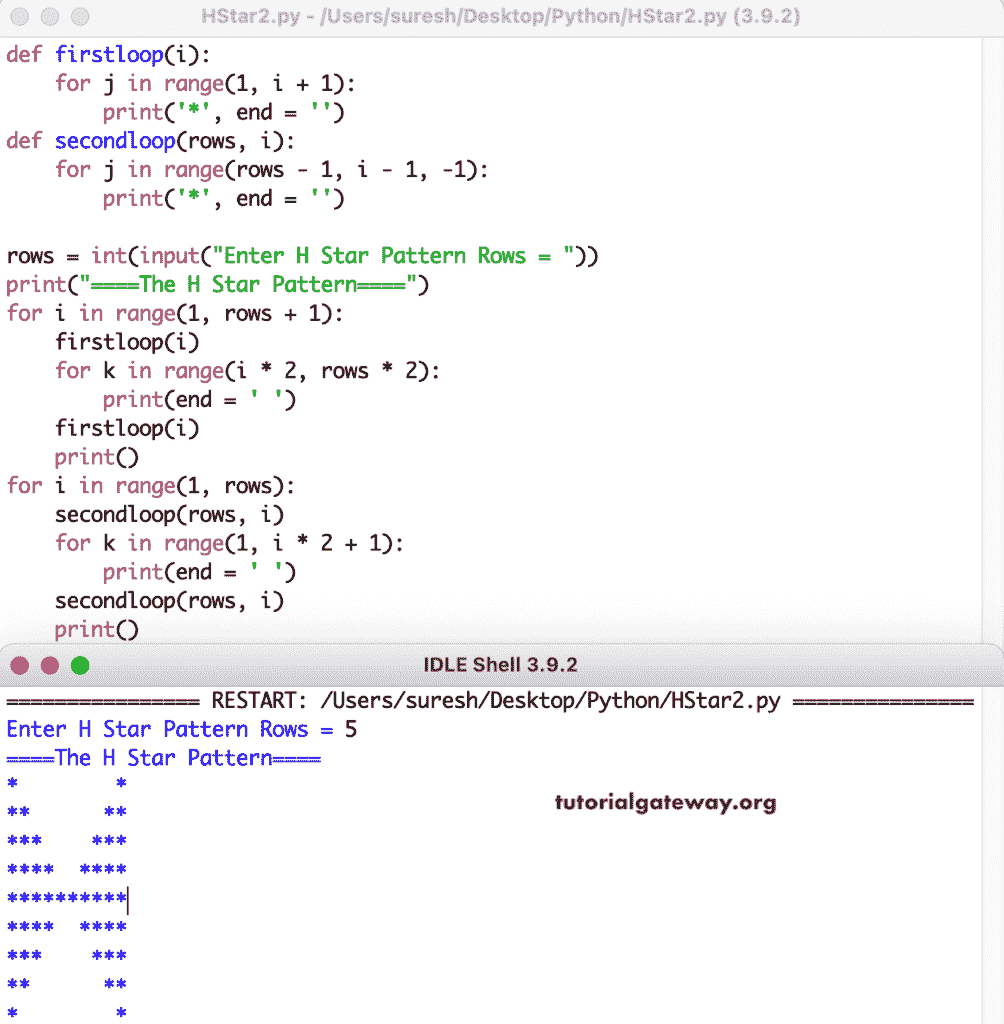 HStar2.py - /Users/suresh/Desktop/Python/HStar2.py (3.9.2)
def firstloop(i):
    for j in range(1, i + 1):
        print('*', end = '')
def secondloop(rows, i):
    for j in range(rows - 1, i - 1, -1):
        print('*', end = '')

rows = int(input("Enter H Star Pattern Rows = "))
print("====The H Star Pattern====")
for i in range(1, rows + 1):
    firstloop(i)
    for k in range(i * 2, rows * 2):
        print(end = ' ')
    firstloop(i)
    print()
for i in range(1, rows):
    secondloop(rows, i)
    for k in range(1, i * 2 + 1):
        print(end = ' ')
    secondloop(rows, i)
    print()
IDLE Shell 3.9.2
================ RESTART: /Users/suresh/Desktop/Python/HStar2.py ===============
Enter H Star Pattern Rows = 5
====The H Star Pattern====
*        *
**      **
tutorialgateway.org
***    ***
****  ****
**********
****  ****
***    ***
**      **
*        *